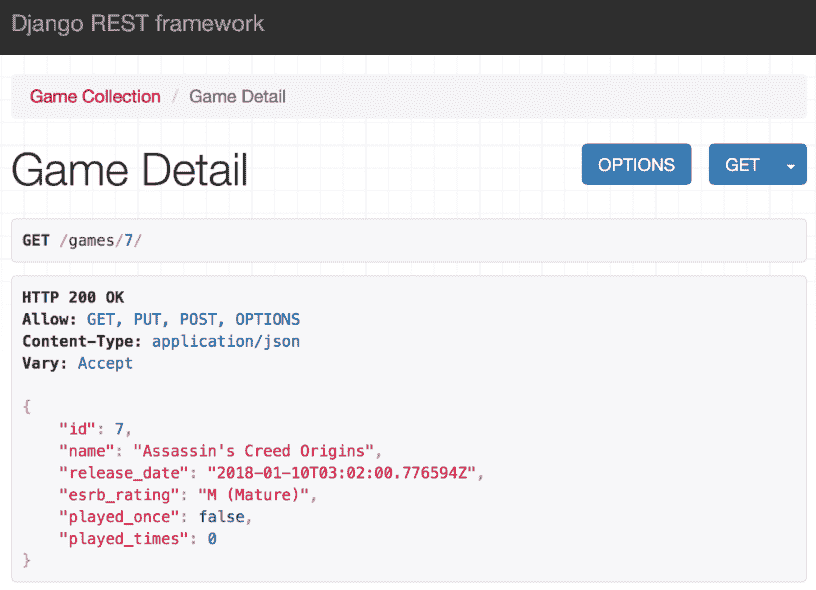 Django REST framework
Game Collection / Game Detail
Game Detail
OPTIONS
GET
GET /games/7/
HTTP 200 OK
Allow: GET, PUT, POST, OPTIONS
Content-Type: application/json
Vary: Accept
{
    "id": 7,
    "name": "Assassin's Creed Origins",
    "release_date": "2018-01-10T03:02:00.776594Z",
    "esrb_rating": "M (Mature)",
    "played_once": false,
    "played_times": 0
}